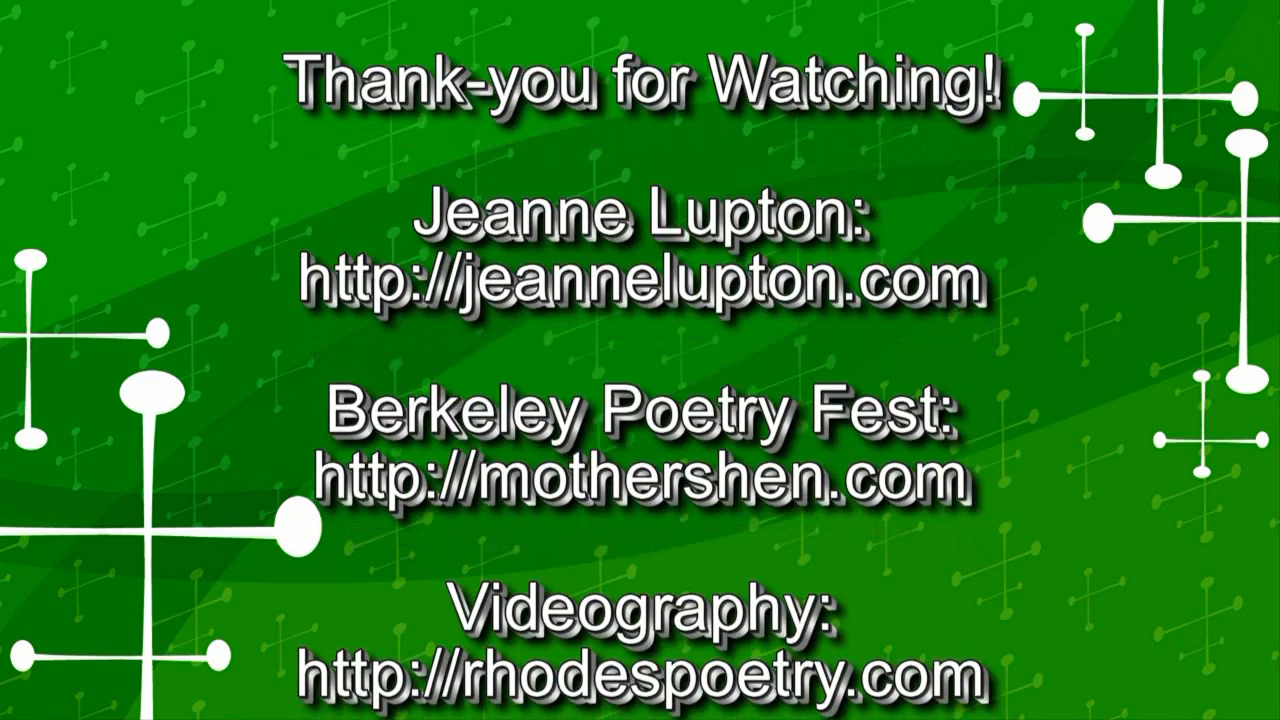 Thank-you for Watching!
Jeanne Lupton:
http://jeannelupton.com
Berkeley Poetry Fest:
http://mothershen.com
Videography:
http://rhodespoetry.com